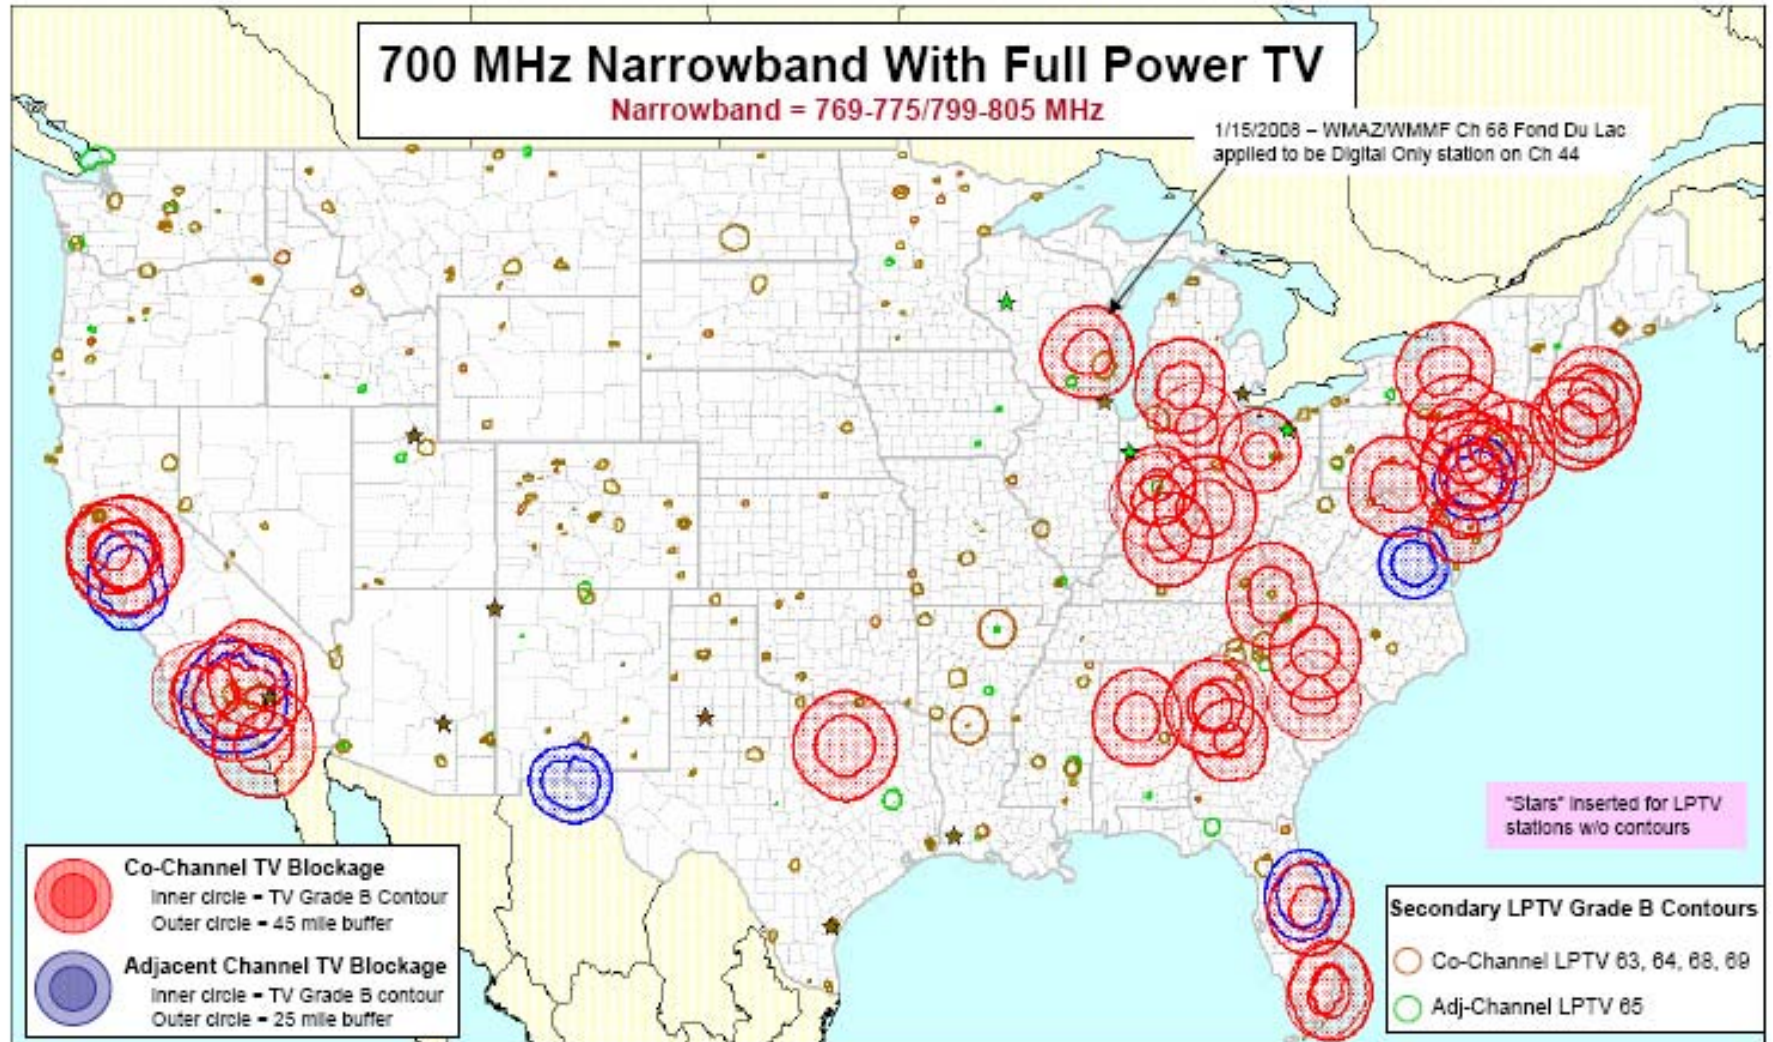 700 MHz Narrowband With Full Power TV
Narrowband = 769-775/799-805 MHz
1/15/2008 – WMAZ/WMMF Ch 68 Fond Du Lac
applied to be Digital Only station on Ch 44
"Stars" inserted for LPTV
stations w/o contours
Co-Channel TV Blockage
Inner circle = TV Grade B Contour
Outer circle = 45 mile buffer
Adjacent Channel TV Blockage
Inner circle = TV Grade B contour
Outer circle = 25 mile buffer
Secondary LPTV Grade B Contours
Co-Channel LPTV 63, 64, 68, 69
Adj-Channel LPTV 65